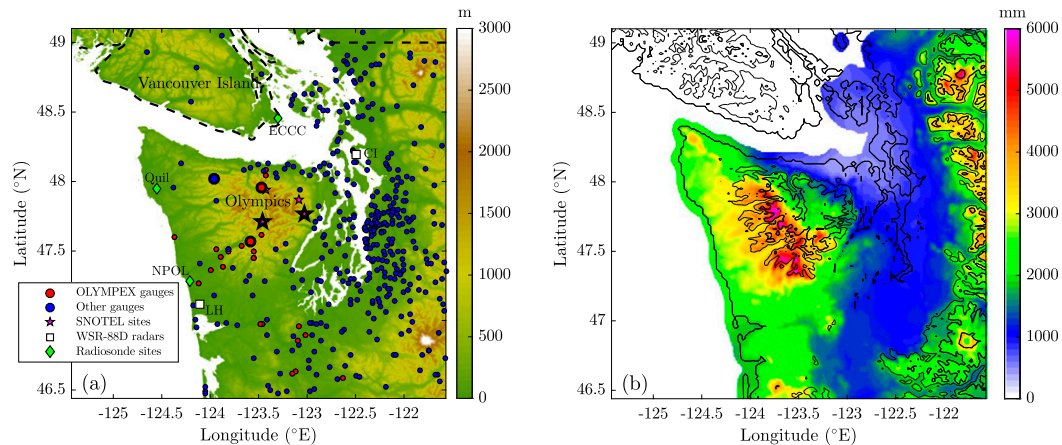 m
49
48.5
48
47.5
47
46.5
Latitude (°N)
-125
-124.5
-124
-123.5
-123
-122.5
-122
Longitude (°E)
Vancouver Island
ECCC
CI
Quil
Olympics
NPOL
LH
OLYMPEX gauges
Other gauges
SNOTEL sites
WSR-88D radars
Radiosonde sites
(a)
3000
2500
2000
1500
1000
500
0
mm
49
48.5
48
47.5
47
46.5
Latitude (°N)
-125
-124.5
-124
-123.5
-123
-122.5
-122
Longitude (°E)
(b)
6000
5000
4000
3000
2000
1000
0